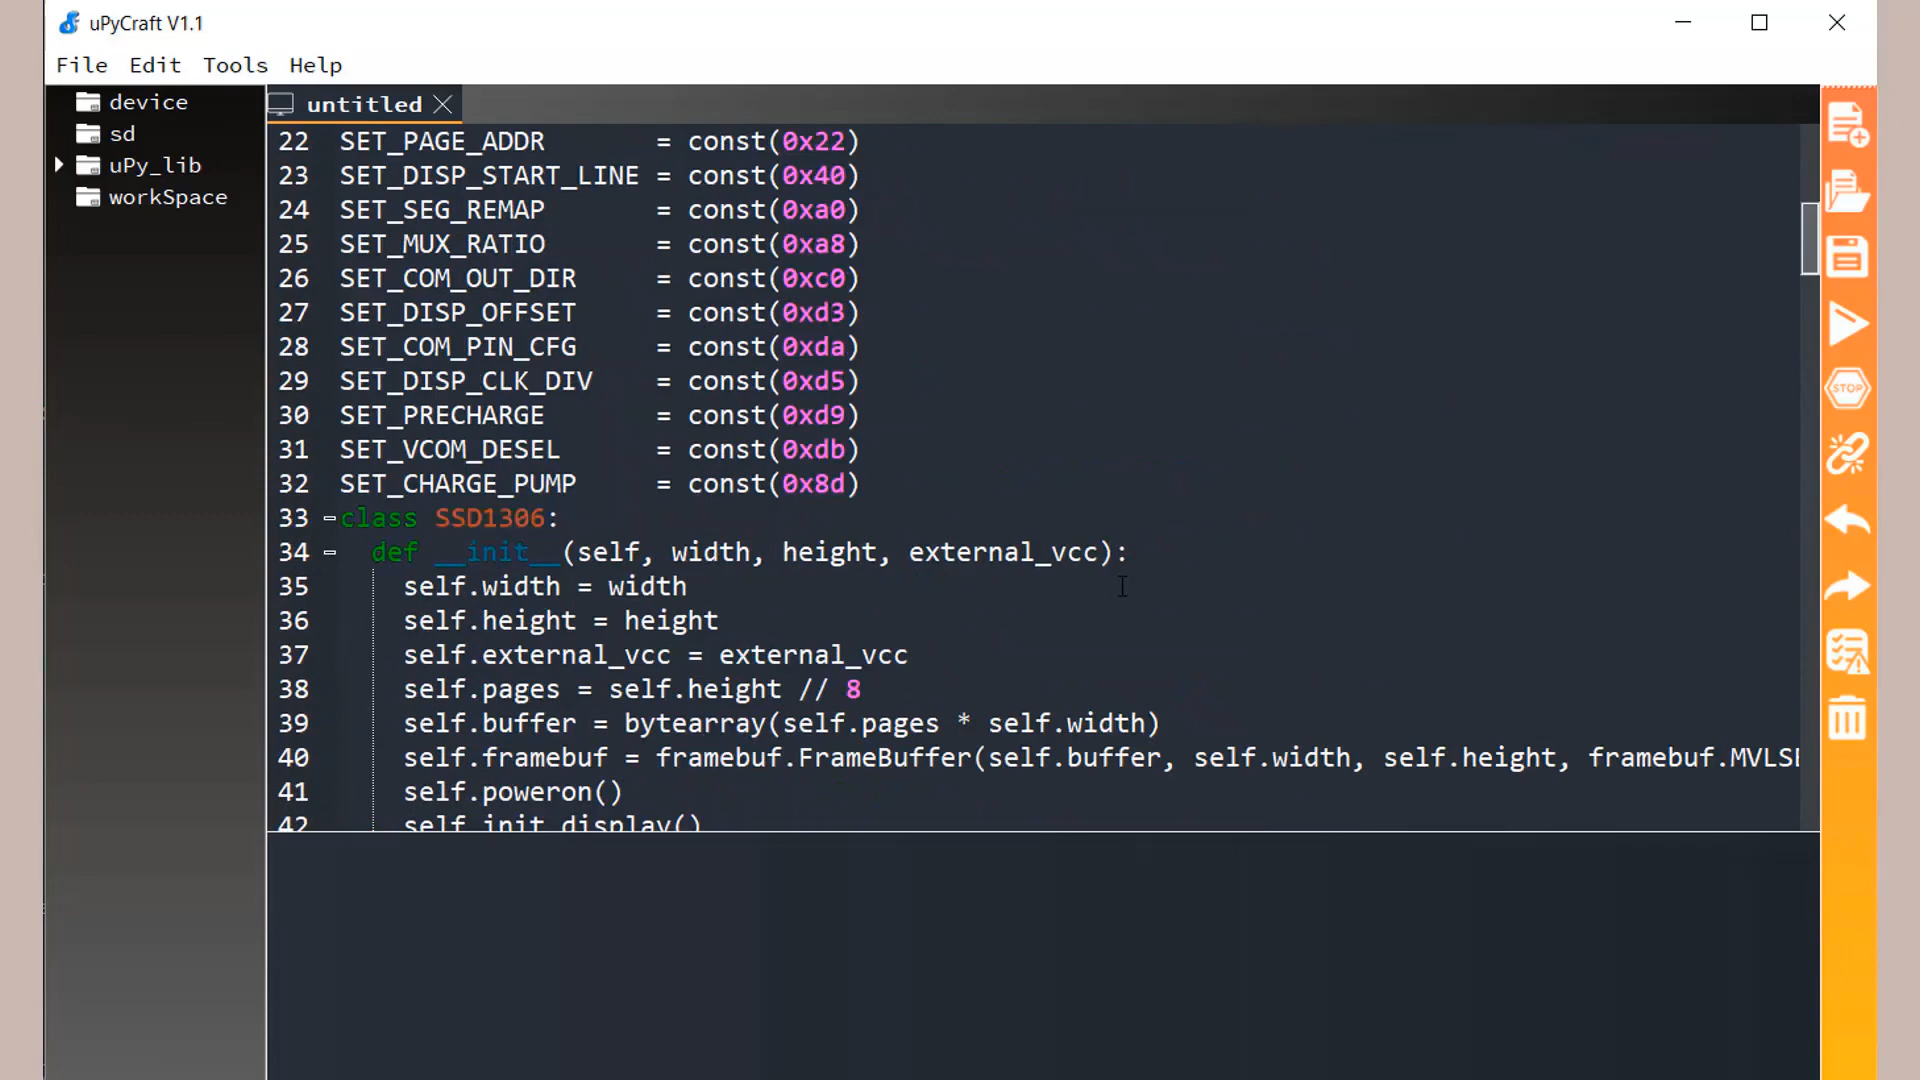 uPyCraft V1.1
File Edit Tools Help
device
sd
uPy_lib
workSpace
untitled
22 SET_PAGE_ADDR = const(0x22)
23 SET_DISP_START_LINE = const(0x40)
24 SET_SEG_REMAP = const(0xa0)
25 SET_MUX_RATIO = const(0xa8)
26 SET_COM_OUT_DIR = const(0xc0)
27 SET_DISP_OFFSET = const(0xd3)
28 SET_COM_PIN_CFG = const(0xda)
29 SET_DISP_CLK_DIV = const(0xd5)
30 SET_PRECHARGE = const(0xd9)
31 SET_VCOM_DESEL = const(0xdb)
32 SET_CHARGE_PUMP = const(0x8d)
33 class SSD1306:
34 def __init__(self, width, height, external_vcc):
35 self.width = width
36 self.height = height
37 self.external_vcc = external_vcc
38 self.pages = self.height // 8
39 self.buffer = bytearray(self.pages * self.width)
40 self.framebuf = framebuf.FrameBuffer(self.buffer, self.width, self.height, framebuf.MVLS
41 self.poweron()
42 self.init_display()
STOP